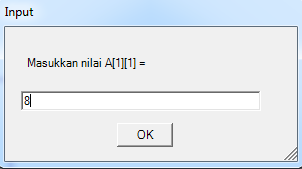 Input
Masukkan nilai A[1][1] =
8
OK